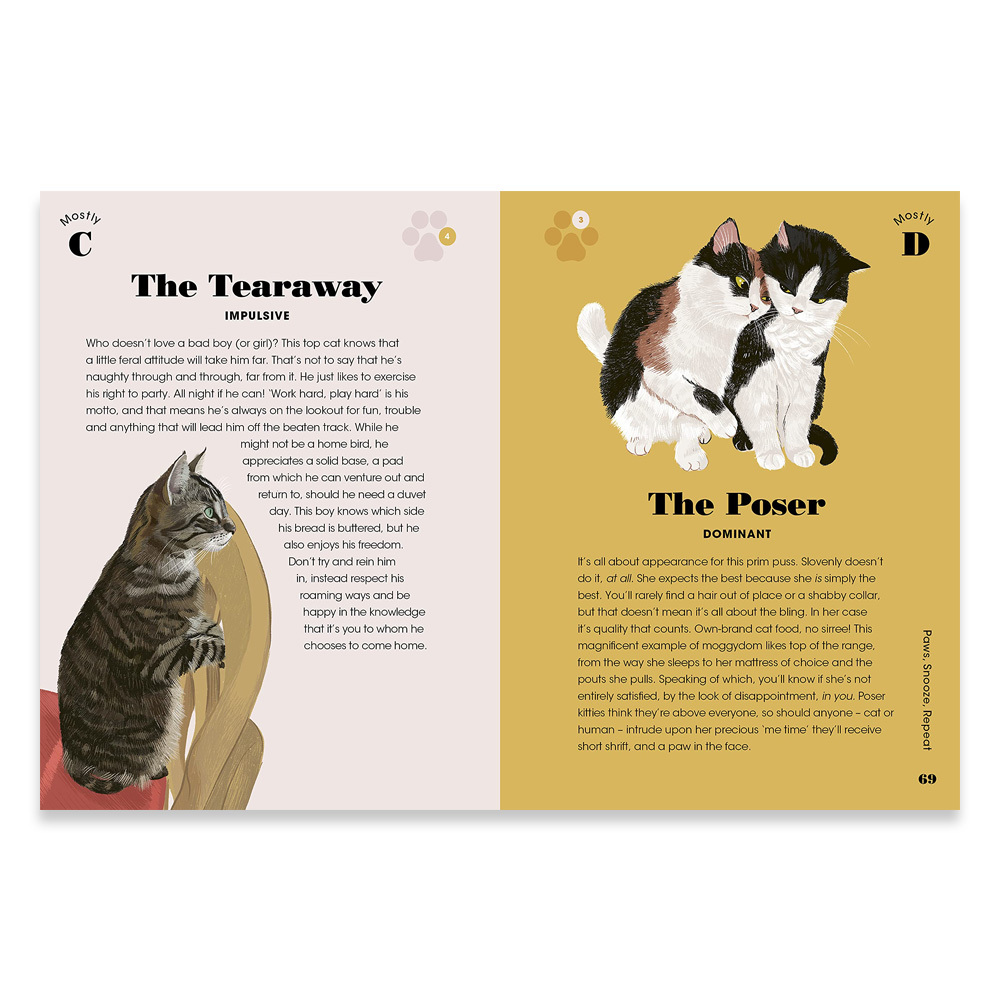 Mostly
C
4
The Tearaway
IMPULSIVE
Who doesn't love a bad boy (or girl)? This top cat knows that
a little feral attitude will take him far. That's not to say that he's
naughty through and through, far from it. He just likes to exercise
his right to party. All night if he can! 'Work hard, play hard' is his
motto, and that means he's always on the lookout for fun, trouble
and anything that will lead him off the beaten track. While he
might not be a home bird, he
appreciates a solid base, a pad
from which he can venture out and
return to, should he need a duvet
day. This boy knows which side
his bread is buttered, but he
also enjoys his freedom.
Don't try and rein him
in, instead respect his
roaming ways and be
happy in the knowledge
that it's you to whom he
chooses to come home.
3
Mostly
D
The Poser
DOMINANT
It's all about appearance for this prim puss. Slovenly doesn't
do it, at all. She expects the best because she is simply the
best. You'll rarely find a hair out of place or a shabby collar,
but that doesn't mean it's all about the bling. In her case
it's quality that counts. Own-brand cat food, no sirree! This
magnificent example of moggydom likes top of the range,
from the way she sleeps to her mattress of choice and the
pouts she pulls. Speaking of which, you'll know if she's not
entirely satisfied, by the look of disappointment, in you. Poser
kitties think they're above everyone, so should anyone – cat or
human – intrude upon her precious 'me time' they'll receive
short shrift, and a paw in the face.
Paws, Snooze, Repeat
69